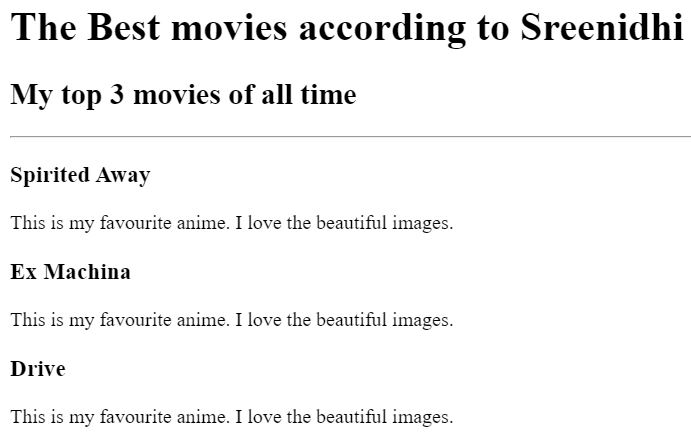 The Best movies according to Sreenidhi
My top 3 movies of all time
Spirited Away
This is my favourite anime. I love the beautiful images.
Ex Machina
This is my favourite anime. I love the beautiful images.
Drive
This is my favourite anime. I love the beautiful images.